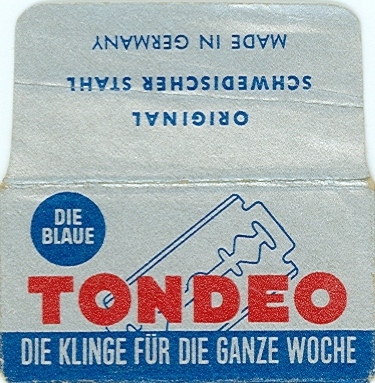 MADE IN GERMANY
SCHWEDISCHER STAHL
ORIGINAL
DIE
BLAUE
TONDEO
DIE KLINGE FÜR DIE GANZE WOCHE